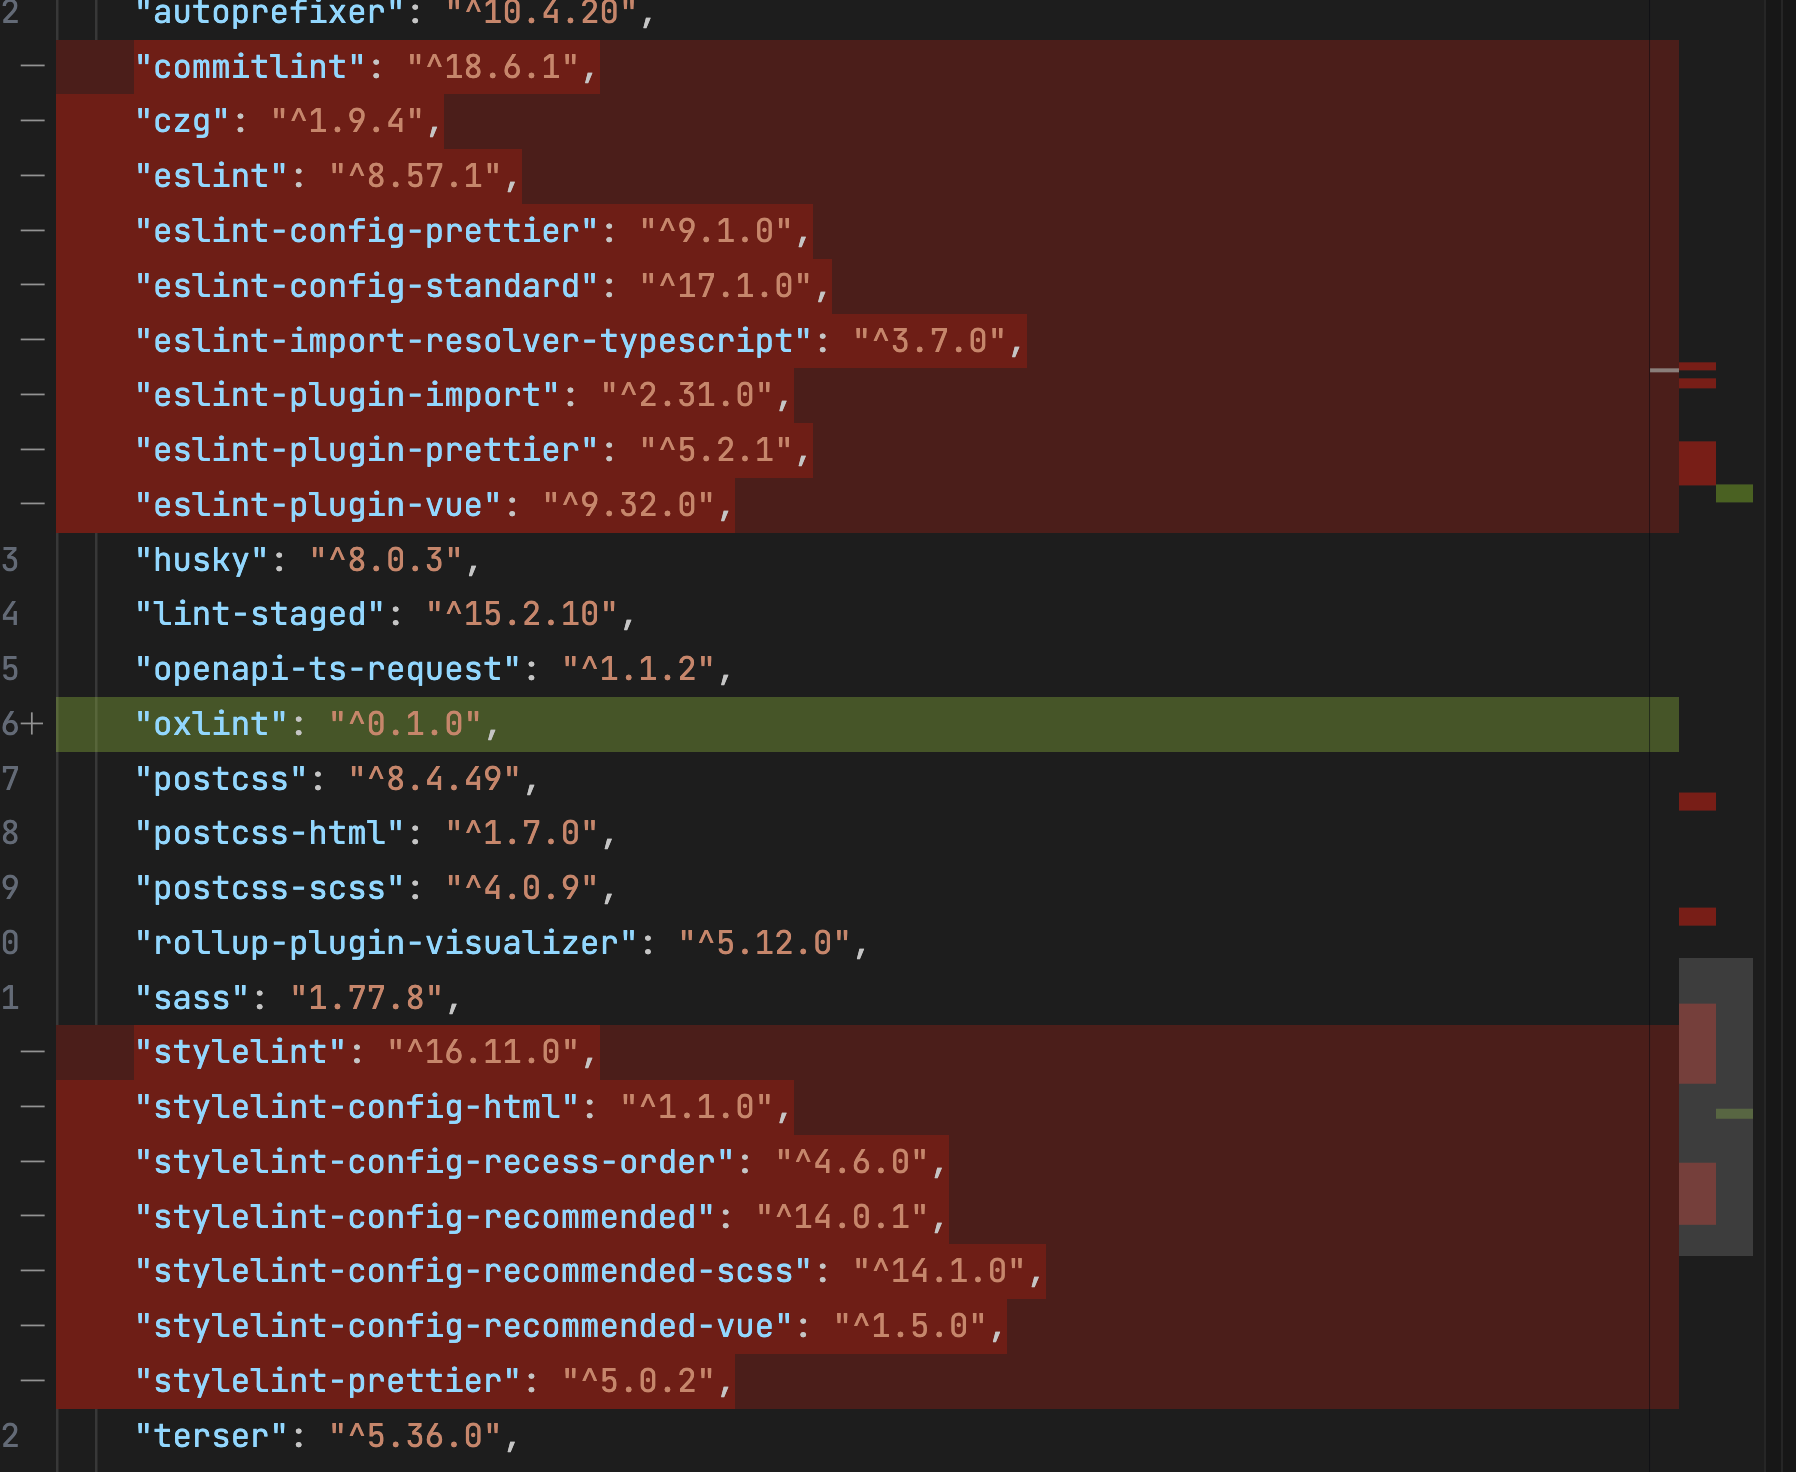 2 "autoprefixer": "^10.4.20",
— "commitlint": "^18.6.1",
— "czg": "^1.9.4",
— "eslint": "^8.57.1",
— "eslint-config-prettier": "^9.1.0",
— "eslint-config-standard": "^17.1.0",
— "eslint-import-resolver-typescript": "^3.7.0",
— "eslint-plugin-import": "^2.31.0",
— "eslint-plugin-prettier": "^5.2.1",
— "eslint-plugin-vue": "^9.32.0",
3 "husky": "^8.0.3",
4 "lint-staged": "^15.2.10",
5 "openapi-ts-request": "^1.1.2",
6+ "oxlint": "^0.1.0",
7 "postcss": "^8.4.49",
8 "postcss-html": "^1.7.0",
9 "postcss-scss": "^4.0.9",
0 "rollup-plugin-visualizer": "^5.12.0",
1 "sass": "1.77.8",
— "stylelint": "^16.11.0",
— "stylelint-config-html": "^1.1.0",
— "stylelint-config-recess-order": "^4.6.0",
— "stylelint-config-recommended": "^14.0.1",
— "stylelint-config-recommended-scss": "^14.1.0",
— "stylelint-config-recommended-vue": "^1.5.0",
— "stylelint-prettier": "^5.0.2",
2 "terser": "^5.36.0",